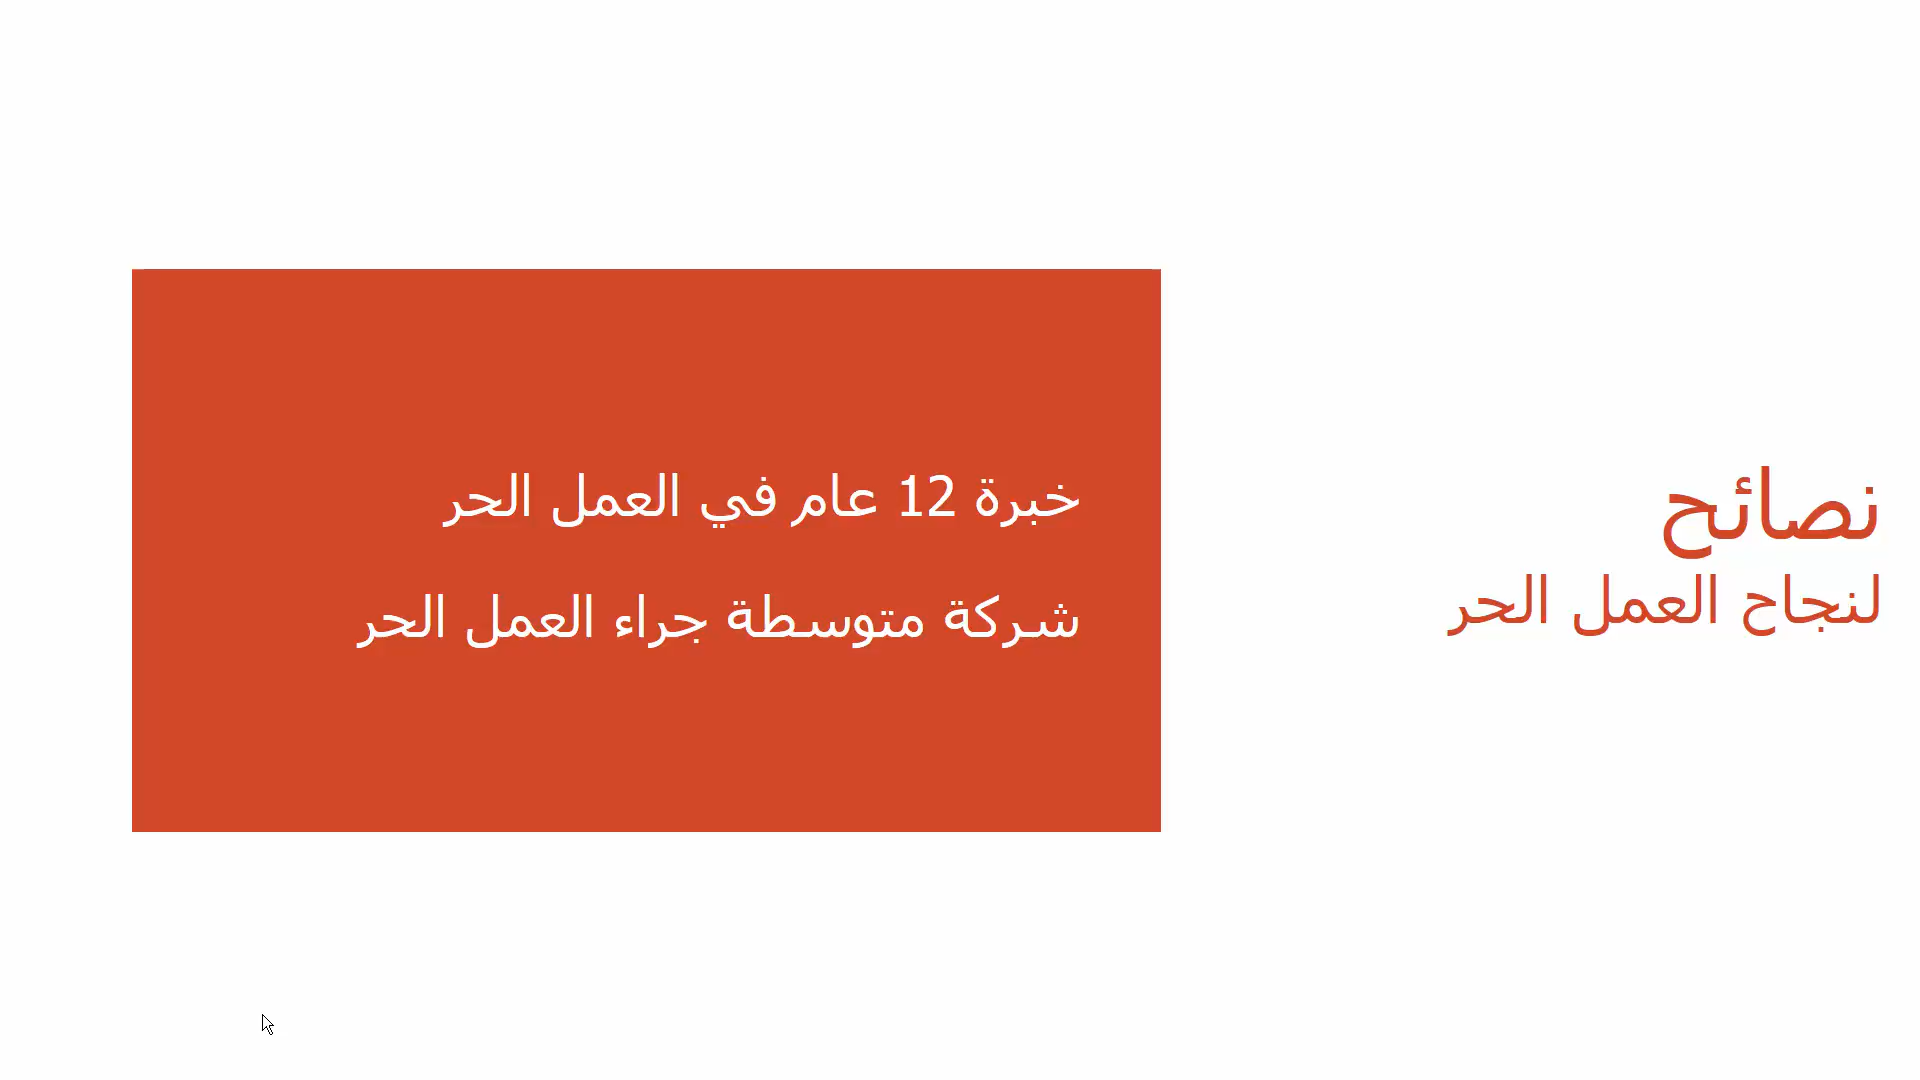 نصائح
لنجاح العمل الحر
خبرة 12 عام في العمل الحر
شركة متوسطة جراء العمل الحر